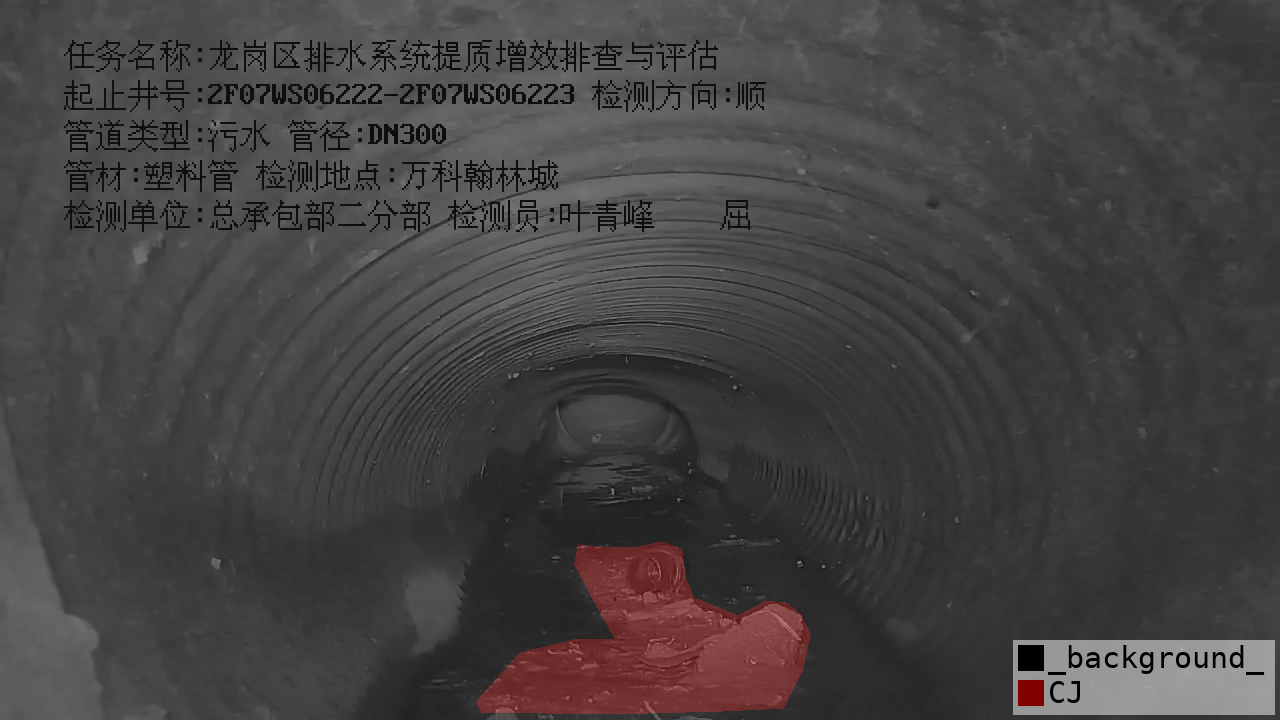 任务名称:龙岗区排水系统提质增效排查与评估
起止井号:2F07WS06222-2F07WS06223 检测方向:顺
管道类型:污水 管径:DN300
管材:塑料管 检测地点:万科翰林城
检测单位:总承包部二分部 检测员:叶青峰 屈
_background_
CJ